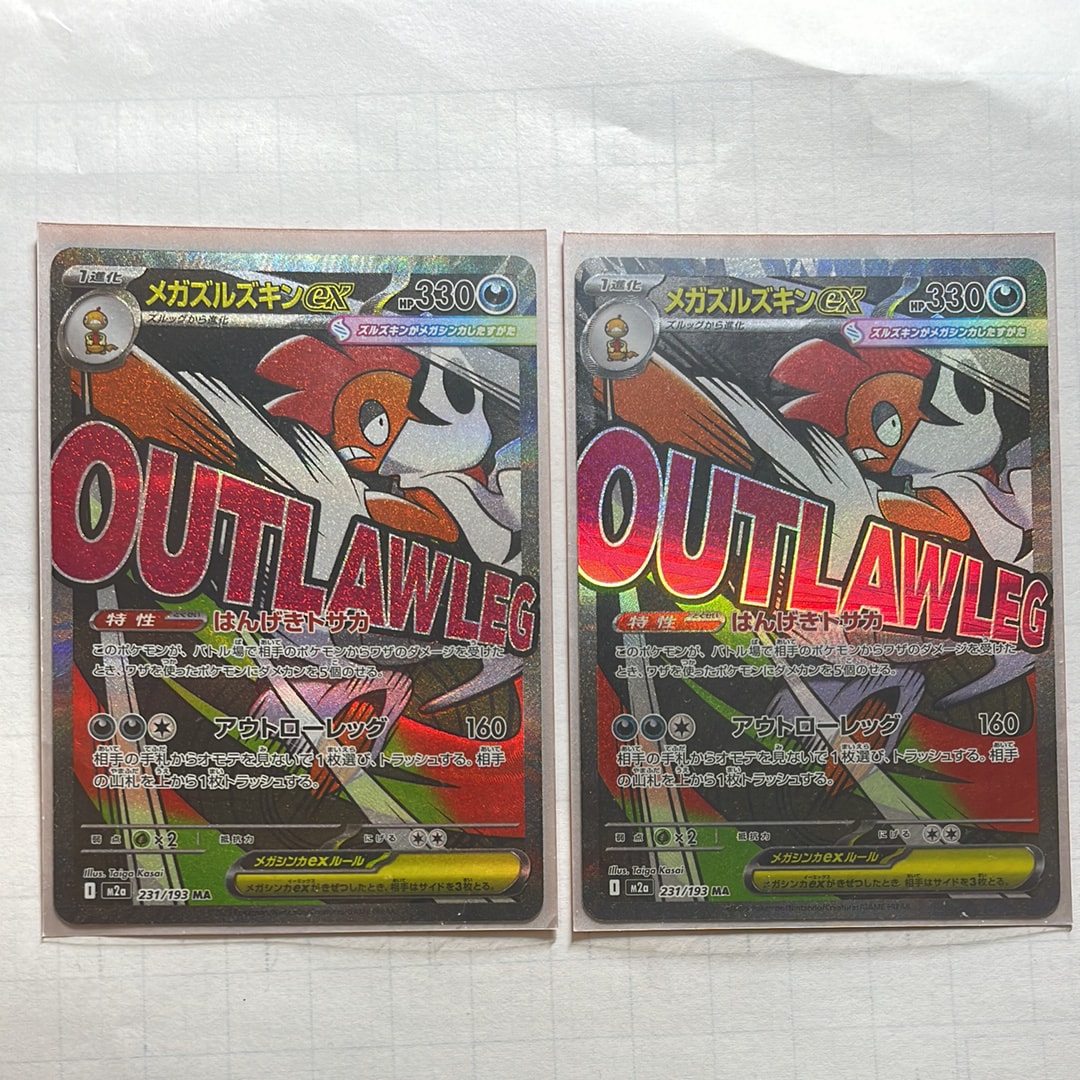 1進化
メガズルズキンex
HP330
ズルッグから進化
ズルズキンがメガシンカしたすがた
OUTLAW LEG
特性 はんげきトサカ
このポケモンが、バトル場で相手のポケモンからワザのダメージを受けた
とき、ワザを使ったポケモンにダメカンを5個のせる。
アウトローレッグ 160
相手の手札からオモテを見ないで1枚選び、トラッシュする。相手
の山札を上から1枚トラッシュする。
弱点 ×2 抵抗力 にげる
メガシンカexルール
メガシンカexがきぜつしたとき、相手はサイドを3枚とる。
Illus. Taiga Kasai
I M2a 231/193 MA
1進化
メガズルズキンex
HP330
ズルッグから進化
ズルズキンがメガシンカしたすがた
OUTLAW LEG
特性 はんげきトサカ
このポケモンが、バトル場で相手のポケモンからワザのダメージを受けた
とき、ワザを使ったポケモンにダメカンを5個のせる。
アウトローレッグ 160
相手の手札からオモテを見ないで1枚選び、トラッシュする。相手
の山札を上から1枚トラッシュする。
弱点 ×2 抵抗力 にげる
メガシンカexルール
メガシンカexがきぜつしたとき、相手はサイドを3枚とる。
Illus. Taiga Kasai
I M2a 231/193 MA